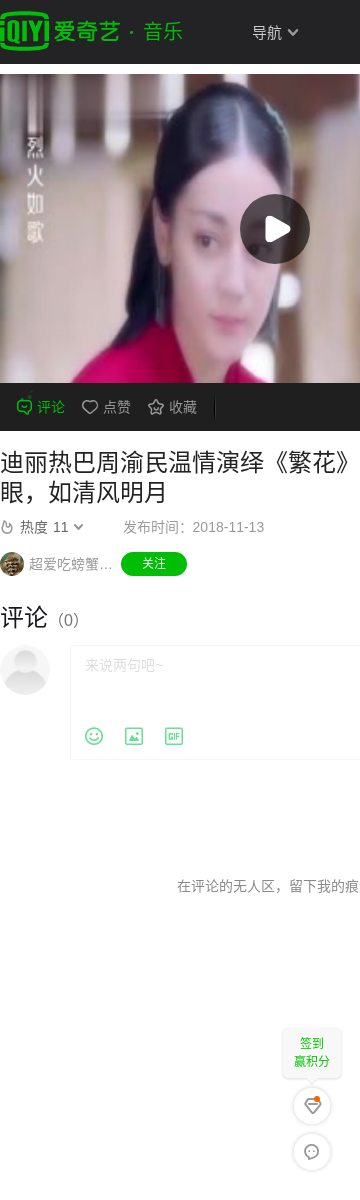 QIYI 爱奇艺 · 音乐
导航
烈火如歌
评论 点赞 收藏
迪丽热巴周渝民温情演绎《繁花》
眼，如清风明月
热度 11 发布时间：2018-11-13
超爱吃螃蟹… 关注
评论（0）
来说两句吧~
GIF
在评论的无人区，留下我的痕
签到
赢积分